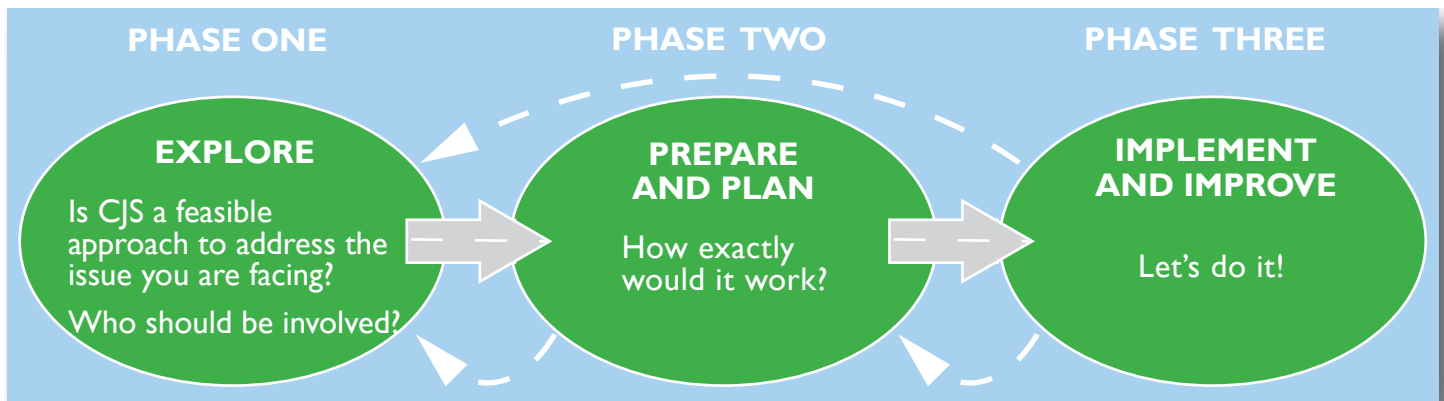 PHASE ONE
PHASE TWO
PHASE THREE
EXPLORE
Is CJS a feasible
approach to address the
issue you are facing?
Who should be involved?
PREPARE
AND PLAN
How exactly
would it work?
IMPLEMENT
AND IMPROVE
Let's do it!